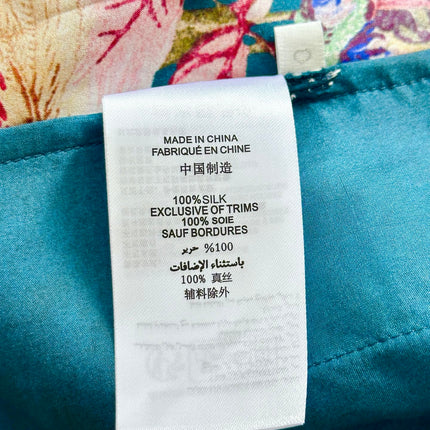 MADE IN CHINA
FABRIQUÉ EN CHINE
中国制造
100% SILK
EXCLUSIVE OF TRIMS
100% SOIE
SAUF BORDURES
%100 حرير
باستثناء الإضافات
100% 真丝
辅料除外